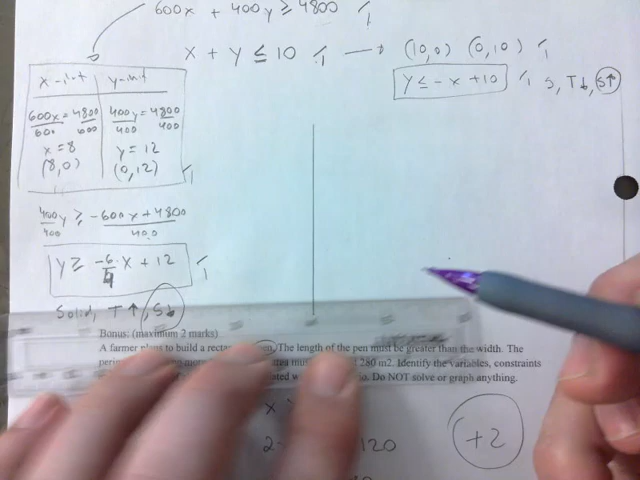 600x + 400y ≥ 4800
x + y ≤ 10 → (10,0) (0,10)
y ≤ -x + 10 S, T↓, S↑
x-int y-int
600x = 4800 400y = 4800
600 600 400 400
x = 8 y = 12
(8,0) (0,12)
400y ≥ -600x + 4800
400 400
y ≥ -6/4 x + 12
Solid, T↑, S↓
Bonus: (maximum 2 marks)
A farmer plans to build a pen. The length of the pen must be greater than the width. The
280 m2. Identify the variables, constraints
Do NOT solve or graph anything.
120
+2